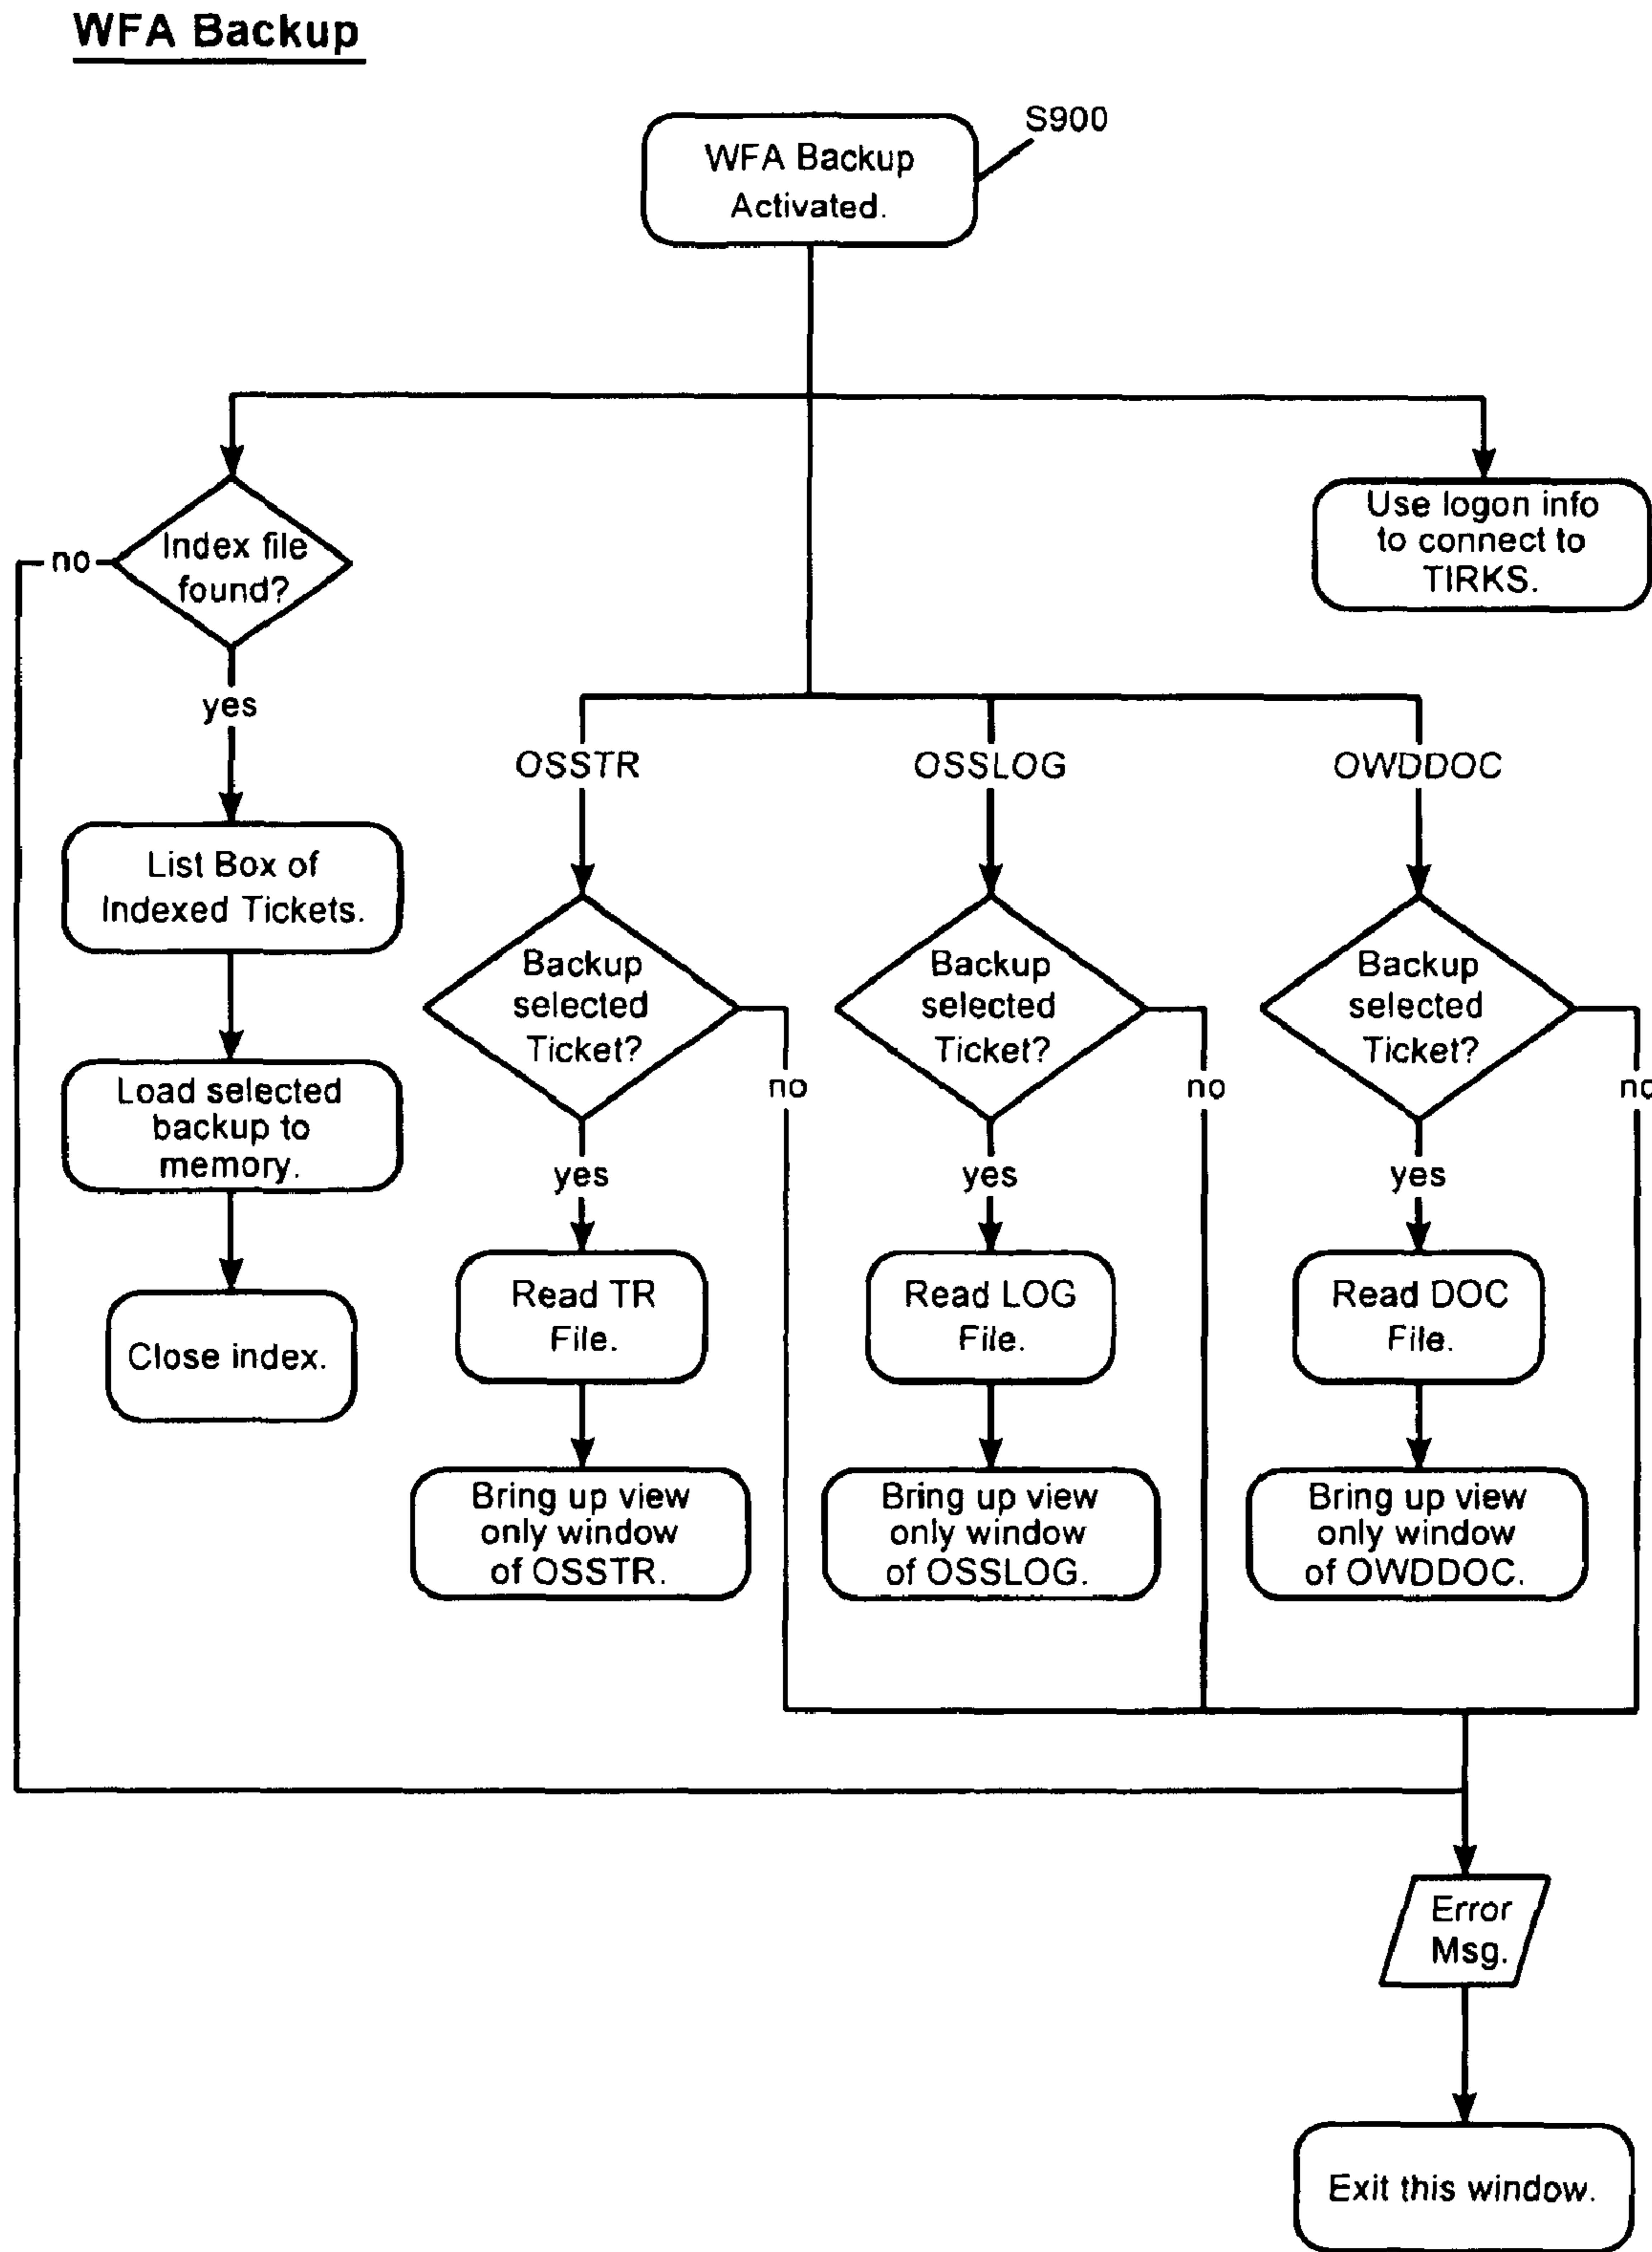 WFA Backup
S900
WFA Backup
Activated.
Use logon info
to connect to
TIRKS.
Index file
found?
no
yes
OSSTR
OSSLOG
OWDDOC
List Box of
Indexed Tickets.
Backup
selected
Ticket?
Backup
selected
Ticket?
Backup
selected
Ticket?
Load selected
backup to
memory.
no
no
no
yes
yes
yes
Close index.
Read TR
File.
Read LOG
File.
Read DOC
File.
Bring up view
only window
of OSSTR.
Bring up view
only window
of OSSLOG.
Bring up view
only window
of OWDDOC.
Error
Msg.
Exit this window.